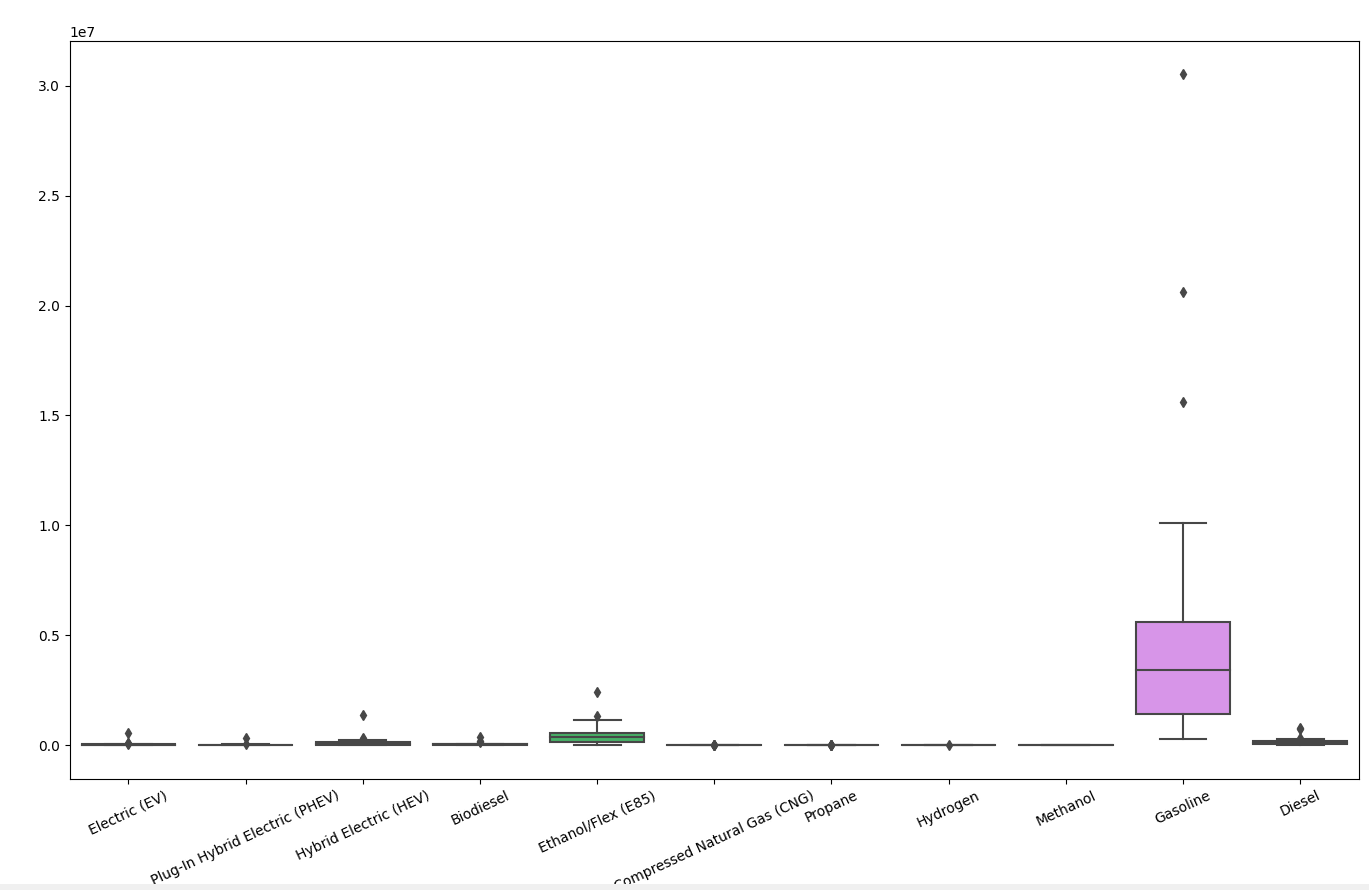 1e7
3.0
2.5
2.0
1.5
1.0
0.5
0.0
Electric (EV)
Plug-In Hybrid Electric (PHEV)
Hybrid Electric (HEV)
Biodiesel
Ethanol/Flex (E85)
Compressed Natural Gas (CNG)
Propane
Hydrogen
Methanol
Gasoline
Diesel